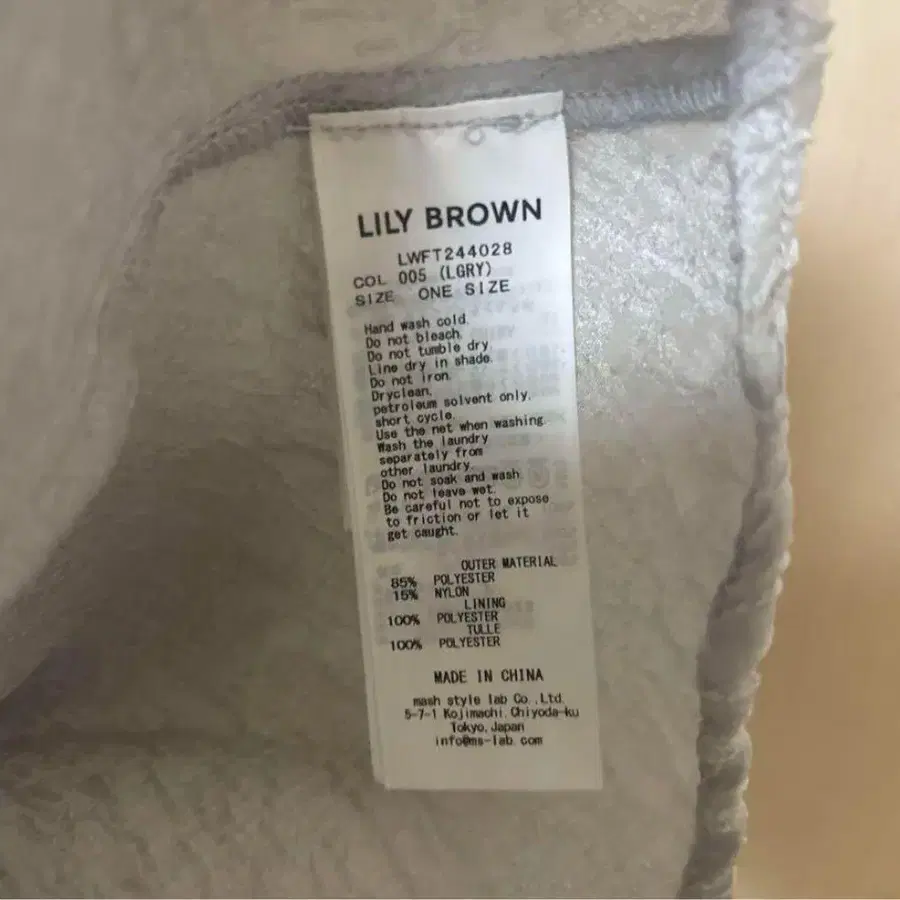 LILY BROWN
LWFT244028
COL 005 (LGRY)
SIZE ONE SIZE
Hand wash cold.
Do not bleach.
Do not tumble dry.
Line dry in shade.
Do not iron.
Dryclean,
petroleum solvent only,
short cycle.
Use the net when washing.
Wash the laundry
separately from
other laundry.
Do not soak and wash.
Do not leave wet.
Be careful not to expose
to friction or let it
get caught.
OUTER MATERIAL
85% POLYESTER
15% NYLON
LINING
100% POLYESTER
TULLE
100% POLYESTER
MADE IN CHINA
mash style lab Co.,Ltd.
5-7-1 Kojimachi,Chiyoda-ku
Tokyo,Japan
info@ms-lab.com